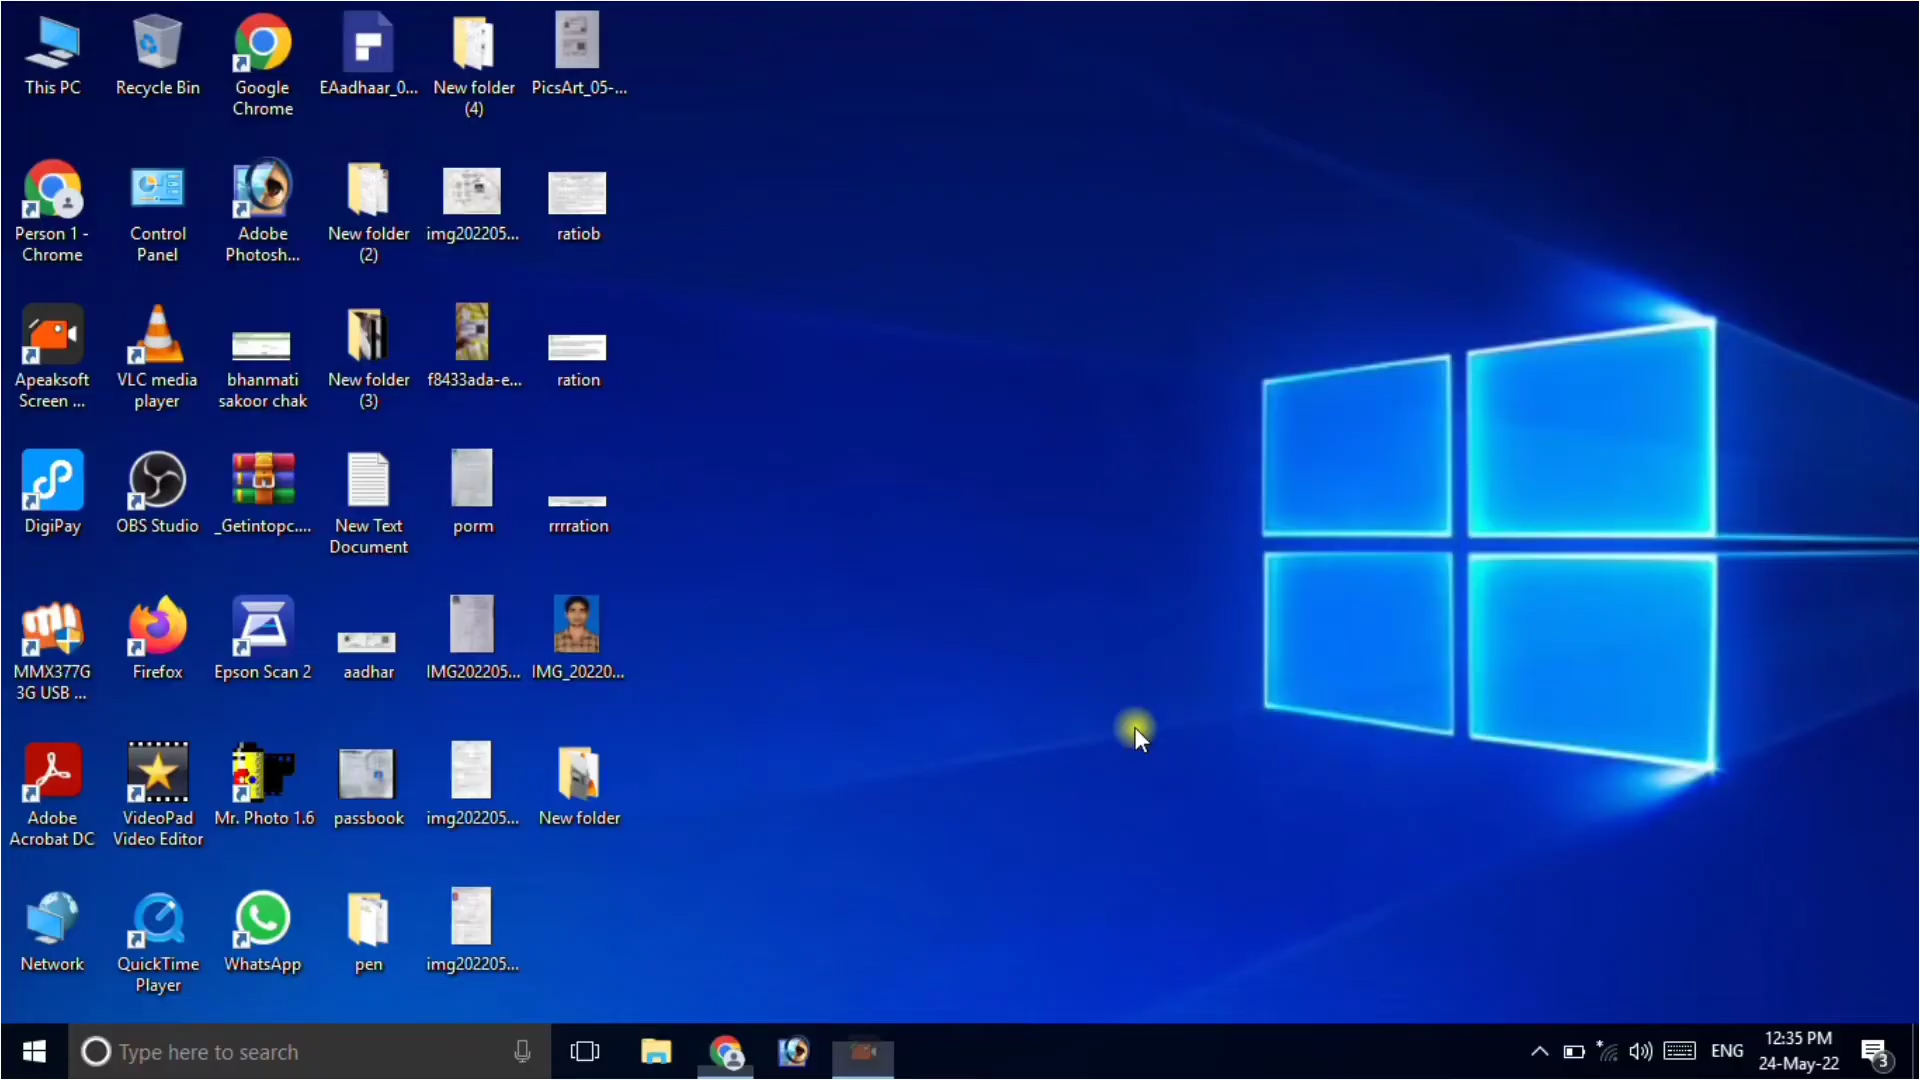 This PC
Recycle Bin
Google
Chrome
EAadhaar_0...
New folder
(4)
PicsArt_05-...
Person 1 -
Chrome
Control
Panel
Adobe
Photosh...
New folder
(2)
img202205...
ratiob
Apeaksoft
Screen ...
VLC media
player
bhanmati
sakoor chak
New folder
(3)
f8433ada-e...
ration
DigiPay
OBS Studio
_Getintopc....
New Text
Document
porm
rrrration
MMX377G
3G USB ...
Firefox
Epson Scan 2
aadhar
IMG202205...
IMG_20220...
Adobe
Acrobat DC
VideoPad
Video Editor
Mr. Photo 1.6
passbook
img202205...
New folder
Network
QuickTime
Player
WhatsApp
pen
img202205...
Type here to search
ENG
12:35 PM
24-May-22
3